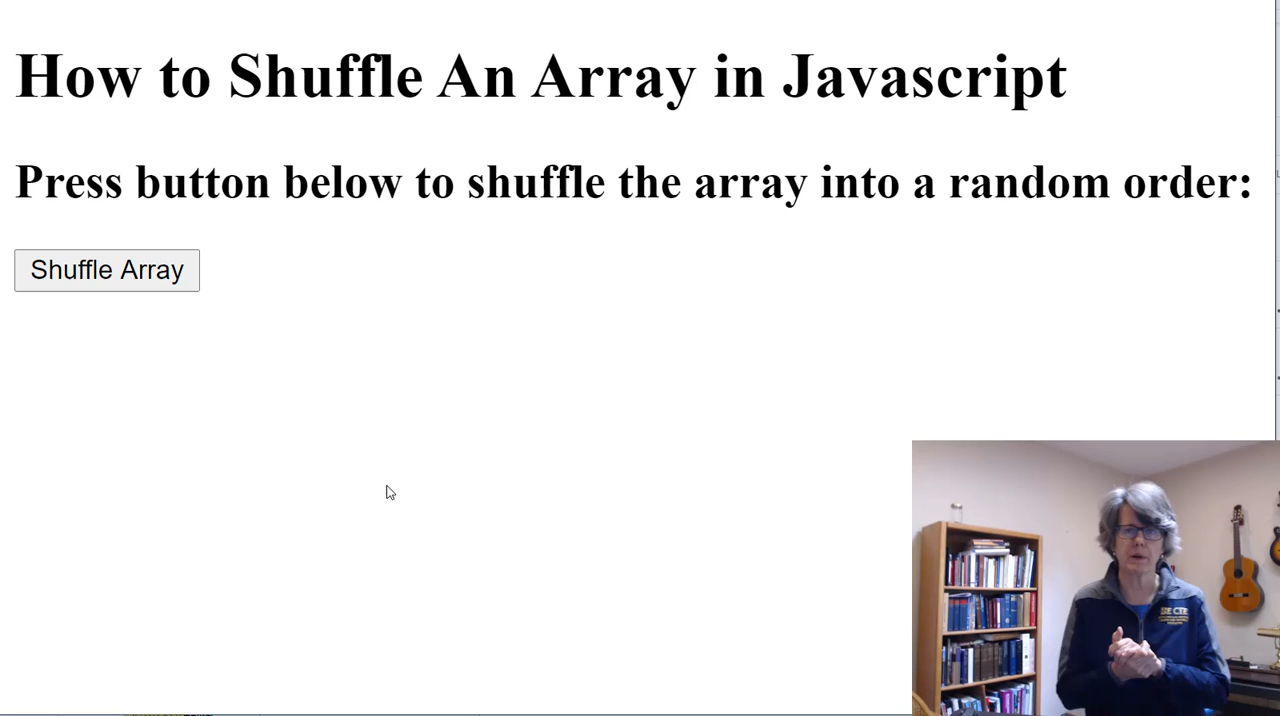 How to Shuffle An Array in Javascript
Press button below to shuffle the array into a random order:
Shuffle Array